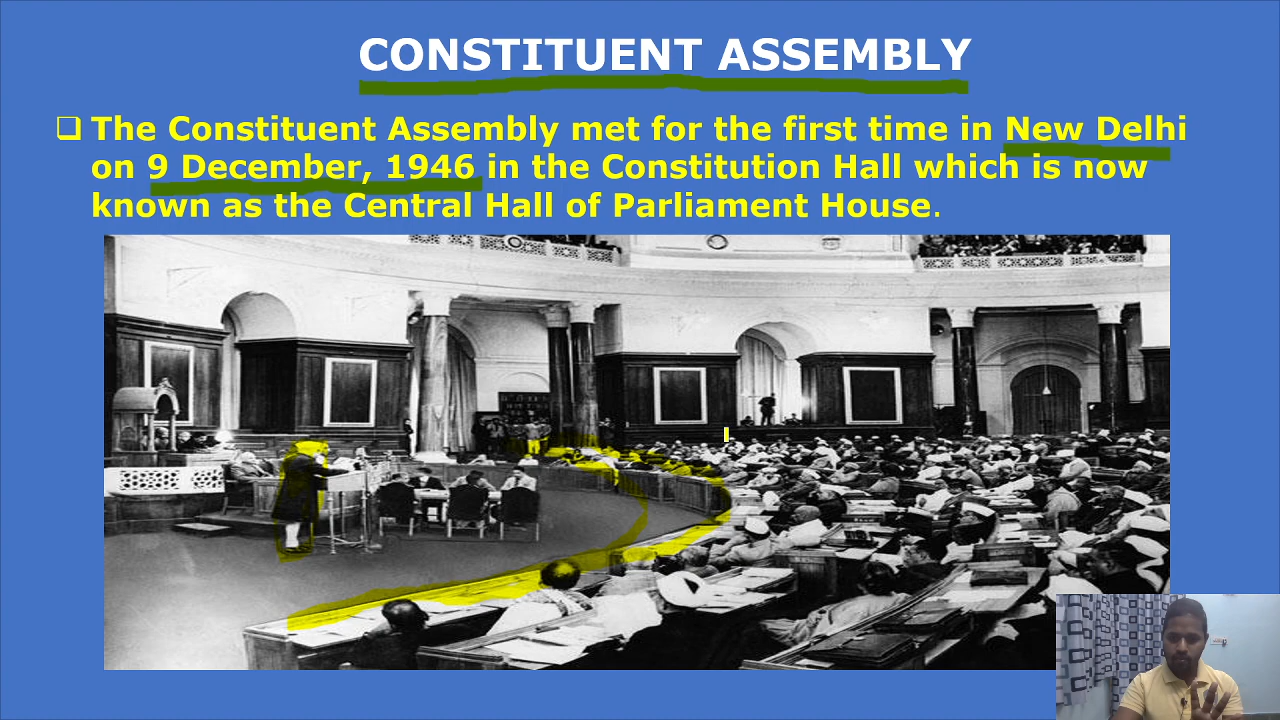 CONSTITUENT ASSEMBLY
❑ The Constituent Assembly met for the first time in New Delhi
on 9 December, 1946 in the Constitution Hall which is now
known as the Central Hall of Parliament House.